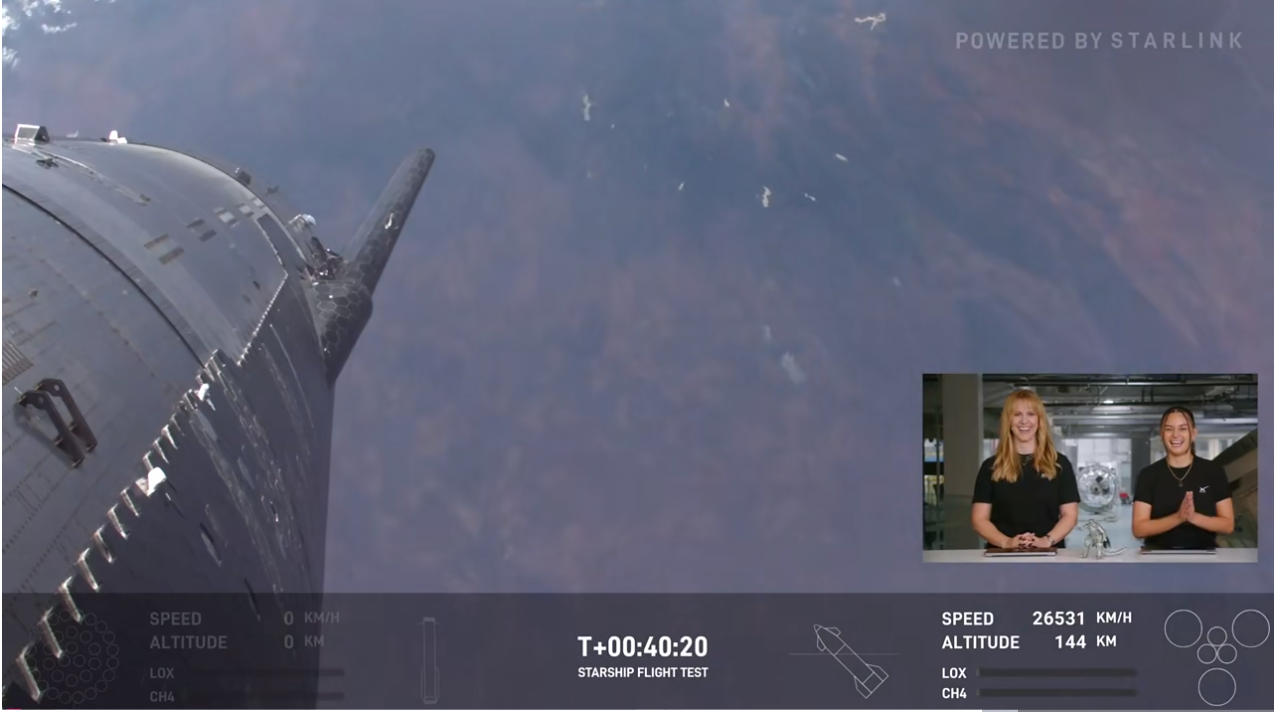 POWERED BY STARLINK
SPEED 0 KM/H
ALTITUDE 0 KM
LOX
CH4
T+00:40:20
STARSHIP FLIGHT TEST
SPEED 26531 KM/H
ALTITUDE 144 KM
LOX
CH4